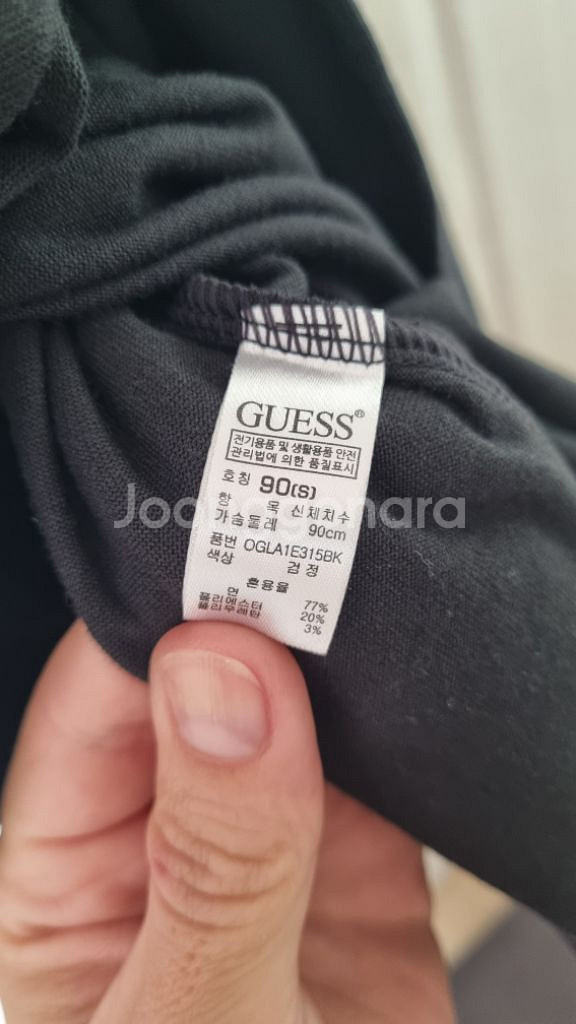 GUESS®
전기용품 및 생활용품 안전
관리법에 의한 품질표시
호칭 90(S)
항 목 신체치수
가슴둘레 90cm
품번 OGLA1E315BK
색상 검정
혼용율
면 77%
폴리에스터 20%
폴리우레탄 3%
Joonggonara